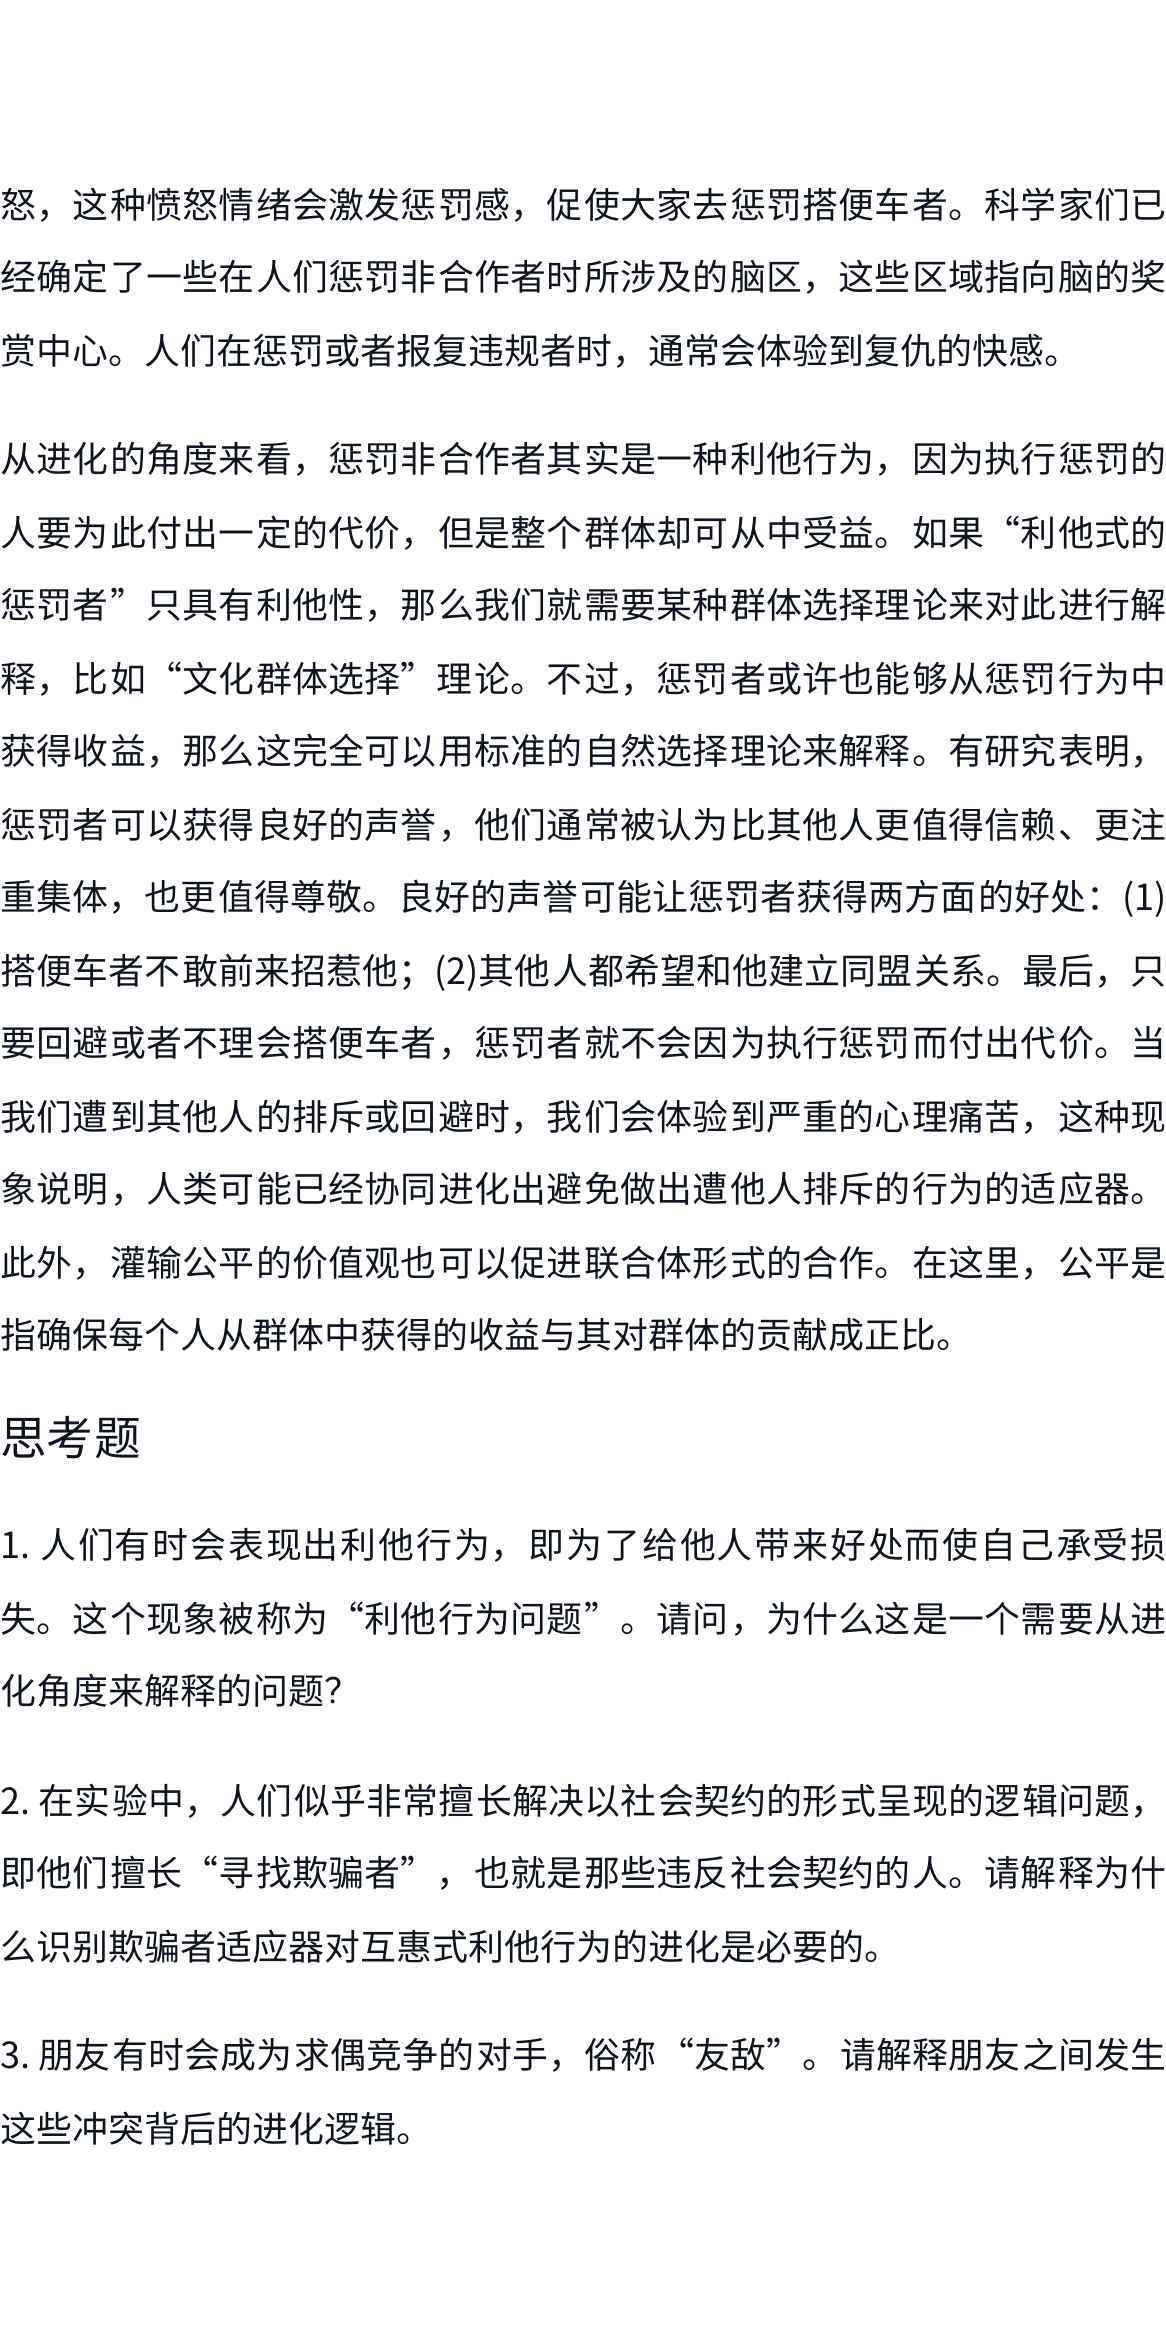 怒，这种愤怒情绪会激发惩罚感，促使大家去惩罚搭便车者。科学家们已
经确定了一些在人们惩罚非合作者时所涉及的脑区，这些区域指向脑的奖
赏中心。人们在惩罚或者报复违规者时，通常会体验到复仇的快感。
从进化的角度来看，惩罚非合作者其实是一种利他行为，因为执行惩罚的
人要为此付出一定的代价，但是整个群体却可从中受益。如果“利他式的
惩罚者”只具有利他性，那么我们就需要某种群体选择理论来对此进行解
释，比如“文化群体选择”理论。不过，惩罚者或许也能够从惩罚行为中
获得收益，那么这完全可以用标准的自然选择理论来解释。有研究表明，
惩罚者可以获得良好的声誉，他们通常被认为比其他人更值得信赖、更注
重集体，也更值得尊敬。良好的声誉可能让惩罚者获得两方面的好处：(1)
搭便车者不敢前来招惹他；(2)其他人都希望和他建立同盟关系。最后，只
要回避或者不理会搭便车者，惩罚者就不会因为执行惩罚而付出代价。当
我们遭到其他人的排斥或回避时，我们会体验到严重的心理痛苦，这种现
象说明，人类可能已经协同进化出避免做出遭他人排斥的行为的适应器。
此外，灌输公平的价值观也可以促进联合体形式的合作。在这里，公平是
指确保每个人从群体中获得的收益与其对群体的贡献成正比。
思考题
1. 人们有时会表现出利他行为，即为了给他人带来好处而使自己承受损
失。这个现象被称为“利他行为问题”。请问，为什么这是一个需要从进
化角度来解释的问题？
2. 在实验中，人们似乎非常擅长解决以社会契约的形式呈现的逻辑问题，
即他们擅长“寻找欺骗者”，也就是那些违反社会契约的人。请解释为什
么识别欺骗者适应器对互惠式利他行为的进化是必要的。
3. 朋友有时会成为求偶竞争的对手，俗称“友敌”。请解释朋友之间发生
这些冲突背后的进化逻辑。